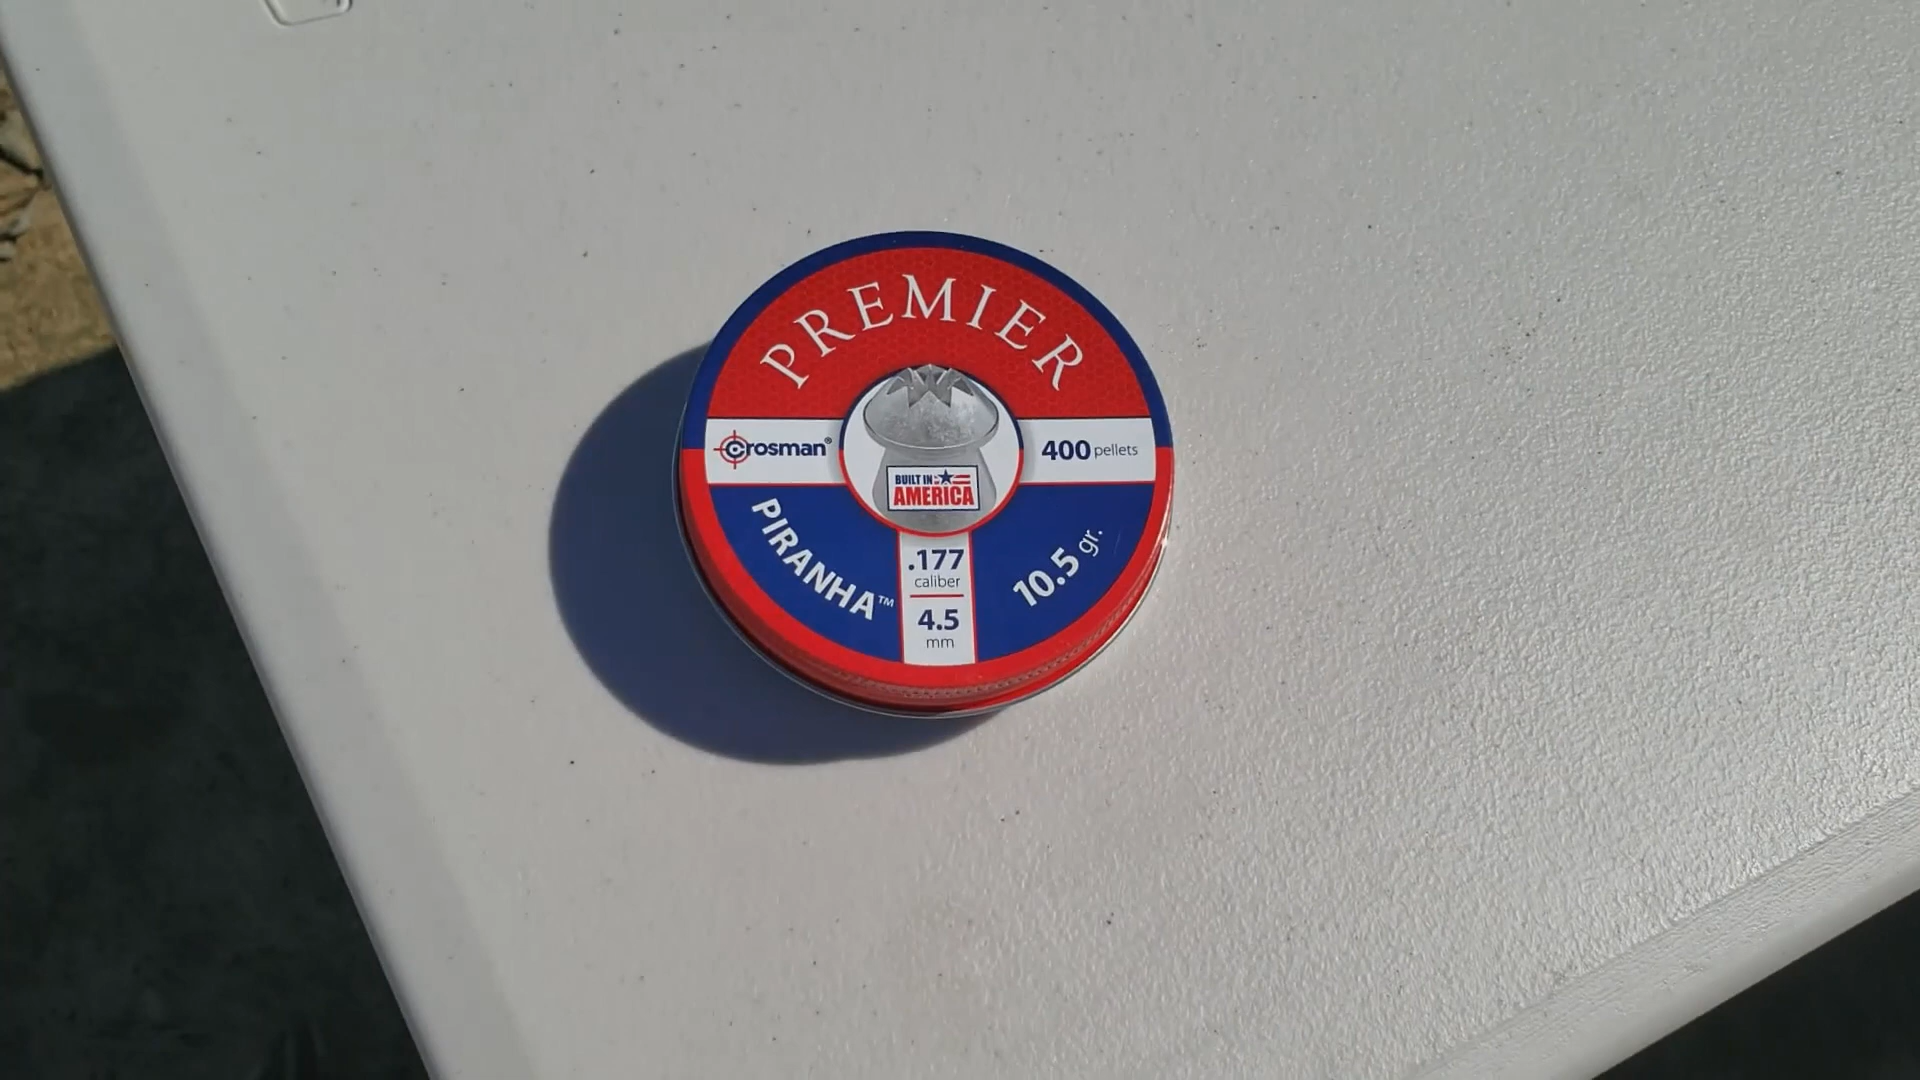 PREMIER
crosman®
400 pellets
BUILT IN
AMERICA
PIRANHA™
.177
caliber
4.5
mm
10.5 gr.